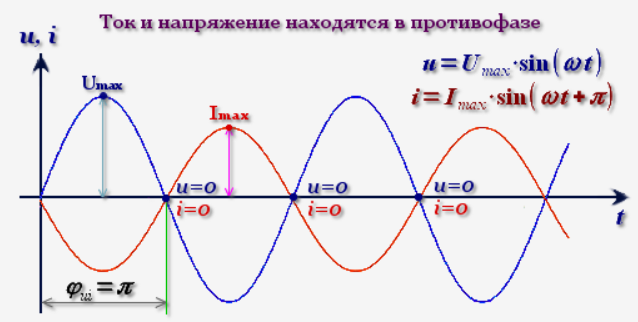 Ток и напряжение находятся в противофазе
u, i
u=Umax·sin(ωt)
Umax
i=Imax·sin(ωt+π)
Imax
u=0
u=0
u=0
i=0
i=0
i=0
t
φui=π